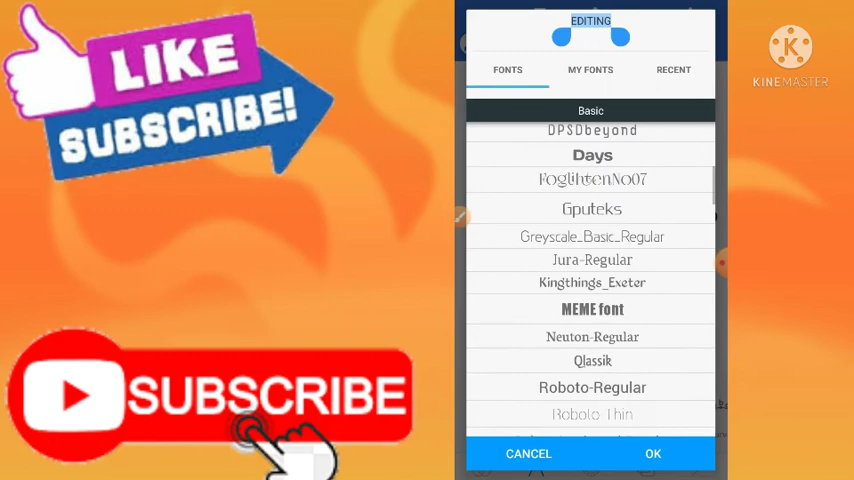 LIKE
SUBSCRIBE!
SUBSCRIBE
EDITING
FONTS
MY FONTS
RECENT
Basic
DPSDbeyond
Days
FoglihtenNo07
Gputeks
Greyscale_Basic_Regular
Jura-Regular
Kingthings_Exeter
MEME font
Neuton-Regular
Qlassik
Roboto-Regular
Roboto Thin
CANCEL
OK
K
KINEMASTER